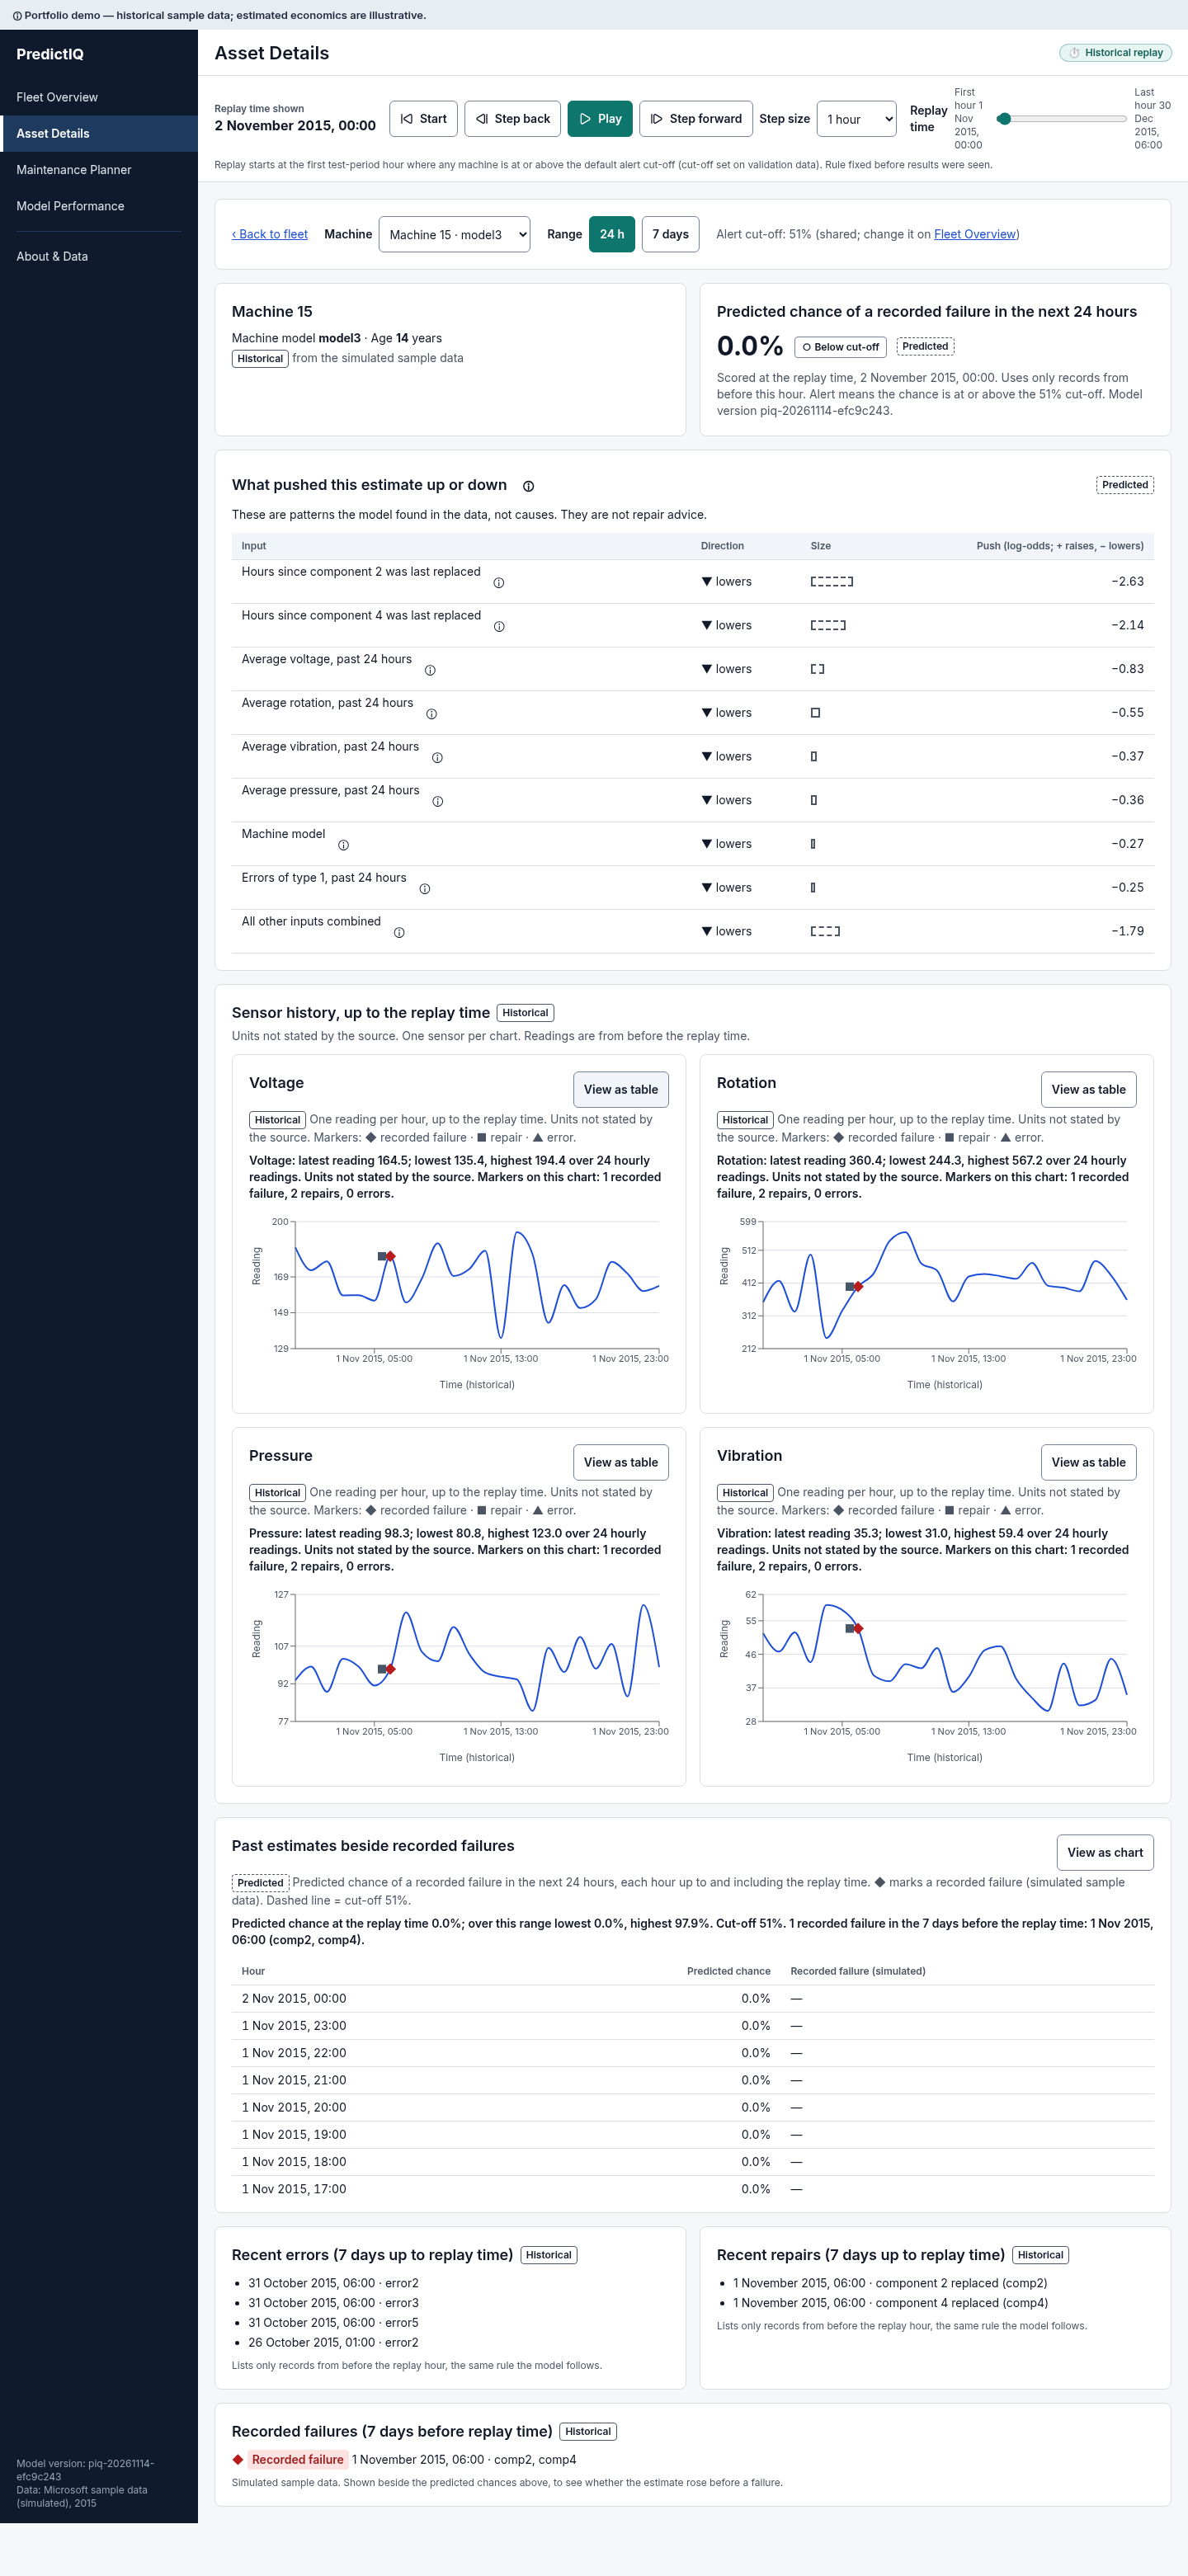 ⓘ Portfolio demo — historical sample data; estimated economics are illustrative.
PredictIQ
Fleet Overview
Asset Details
Maintenance Planner
Model Performance
About & Data
Model version: piq-20261114-
efc9c243
Data: Microsoft sample data
(simulated), 2015
Asset Details
⏱ Historical replay
Replay time shown
2 November 2015, 00:00
Start
Step back
Play
Step forward
Step size
1 hour
Replay
time
First
hour 1
Nov
2015,
00:00
Last
hour 30
Dec
2015,
06:00
Replay starts at the first test-period hour where any machine is at or above the default alert cut-off (cut-off set on validation data). Rule fixed before results were seen.
‹ Back to fleet
Machine
Machine 15 · model3
Range
24 h
7 days
Alert cut-off: 51% (shared; change it on Fleet Overview)
Machine 15
Machine model model3 · Age 14 years
Historical from the simulated sample data
Predicted chance of a recorded failure in the next 24 hours
0.0% ○ Below cut-off Predicted
Scored at the replay time, 2 November 2015, 00:00. Uses only records from
before this hour. Alert means the chance is at or above the 51% cut-off. Model
version piq-20261114-efc9c243.
What pushed this estimate up or down ⓘ
Predicted
These are patterns the model found in the data, not causes. They are not repair advice.
Input Direction Size Push (log-odds; + raises, − lowers)
Hours since component 2 was last replaced ⓘ ▼ lowers −2.63
Hours since component 4 was last replaced ⓘ ▼ lowers −2.14
Average voltage, past 24 hours ⓘ ▼ lowers −0.83
Average rotation, past 24 hours ⓘ ▼ lowers −0.55
Average vibration, past 24 hours ⓘ ▼ lowers −0.37
Average pressure, past 24 hours ⓘ ▼ lowers −0.36
Machine model ⓘ ▼ lowers −0.27
Errors of type 1, past 24 hours ⓘ ▼ lowers −0.25
All other inputs combined ⓘ ▼ lowers −1.79
Sensor history, up to the replay time Historical
Units not stated by the source. One sensor per chart. Readings are from before the replay time.
Voltage
View as table
Historical One reading per hour, up to the replay time. Units not stated by
the source. Markers: ◆ recorded failure · ■ repair · ▲ error.
Voltage: latest reading 164.5; lowest 135.4, highest 194.4 over 24 hourly
readings. Units not stated by the source. Markers on this chart: 1 recorded
failure, 2 repairs, 0 errors.
200
169
149
129
Reading
1 Nov 2015, 05:00 1 Nov 2015, 13:00 1 Nov 2015, 23:00
Time (historical)
Rotation
View as table
Historical One reading per hour, up to the replay time. Units not stated by
the source. Markers: ◆ recorded failure · ■ repair · ▲ error.
Rotation: latest reading 360.4; lowest 244.3, highest 567.2 over 24 hourly
readings. Units not stated by the source. Markers on this chart: 1 recorded
failure, 2 repairs, 0 errors.
599
512
412
312
212
Reading
1 Nov 2015, 05:00 1 Nov 2015, 13:00 1 Nov 2015, 23:00
Time (historical)
Pressure
View as table
Historical One reading per hour, up to the replay time. Units not stated by
the source. Markers: ◆ recorded failure · ■ repair · ▲ error.
Pressure: latest reading 98.3; lowest 80.8, highest 123.0 over 24 hourly
readings. Units not stated by the source. Markers on this chart: 1 recorded
failure, 2 repairs, 0 errors.
127
107
92
77
Reading
1 Nov 2015, 05:00 1 Nov 2015, 13:00 1 Nov 2015, 23:00
Time (historical)
Vibration
View as table
Historical One reading per hour, up to the replay time. Units not stated by
the source. Markers: ◆ recorded failure · ■ repair · ▲ error.
Vibration: latest reading 35.3; lowest 31.0, highest 59.4 over 24 hourly
readings. Units not stated by the source. Markers on this chart: 1 recorded
failure, 2 repairs, 0 errors.
62
55
46
37
28
Reading
1 Nov 2015, 05:00 1 Nov 2015, 13:00 1 Nov 2015, 23:00
Time (historical)
Past estimates beside recorded failures
View as chart
Predicted Predicted chance of a recorded failure in the next 24 hours, each hour up to and including the replay time. ◆ marks a recorded failure (simulated sample
data). Dashed line = cut-off 51%.
Predicted chance at the replay time 0.0%; over this range lowest 0.0%, highest 97.9%. Cut-off 51%. 1 recorded failure in the 7 days before the replay time: 1 Nov 2015,
06:00 (comp2, comp4).
Hour Predicted chance Recorded failure (simulated)
2 Nov 2015, 00:00 0.0% —
1 Nov 2015, 23:00 0.0% —
1 Nov 2015, 22:00 0.0% —
1 Nov 2015, 21:00 0.0% —
1 Nov 2015, 20:00 0.0% —
1 Nov 2015, 19:00 0.0% —
1 Nov 2015, 18:00 0.0% —
1 Nov 2015, 17:00 0.0% —
Recent errors (7 days up to replay time) Historical
• 31 October 2015, 06:00 · error2
• 31 October 2015, 06:00 · error3
• 31 October 2015, 06:00 · error5
• 26 October 2015, 01:00 · error2
Lists only records from before the replay hour, the same rule the model follows.
Recent repairs (7 days up to replay time) Historical
• 1 November 2015, 06:00 · component 2 replaced (comp2)
• 1 November 2015, 06:00 · component 4 replaced (comp4)
Lists only records from before the replay hour, the same rule the model follows.
Recorded failures (7 days before replay time) Historical
◆ Recorded failure 1 November 2015, 06:00 · comp2, comp4
Simulated sample data. Shown beside the predicted chances above, to see whether the estimate rose before a failure.